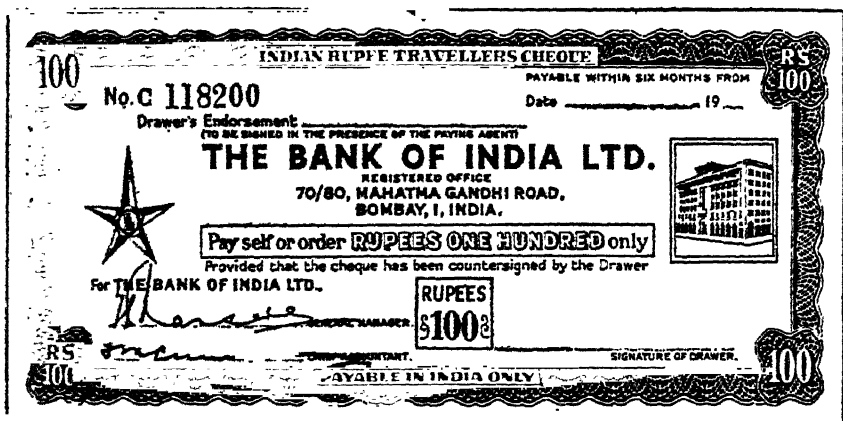 INDIAN RUPEE TRAVELLERS CHEQUE
RS
100
100
PAYABLE WITHIN SIX MONTHS FROM
No. C 118200
Date 19
Drawer's Endorsement
(TO BE SIGNED IN THE PRESENCE OF THE PAYING AGENT)
THE BANK OF INDIA LTD.
REGISTERED OFFICE
70/80, MAHATMA GANDHI ROAD,
BOMBAY, 1, INDIA.
Pay self or order RUPEES ONE HUNDRED only
Provided that the cheque has been countersigned by the Drawer
For THE BANK OF INDIA LTD.,
RUPEES
100
GENERAL MANAGER.
RS
100
CHIEF ACCOUNTANT.
SIGNATURE OF DRAWER.
100
PAYABLE IN INDIA ONLY